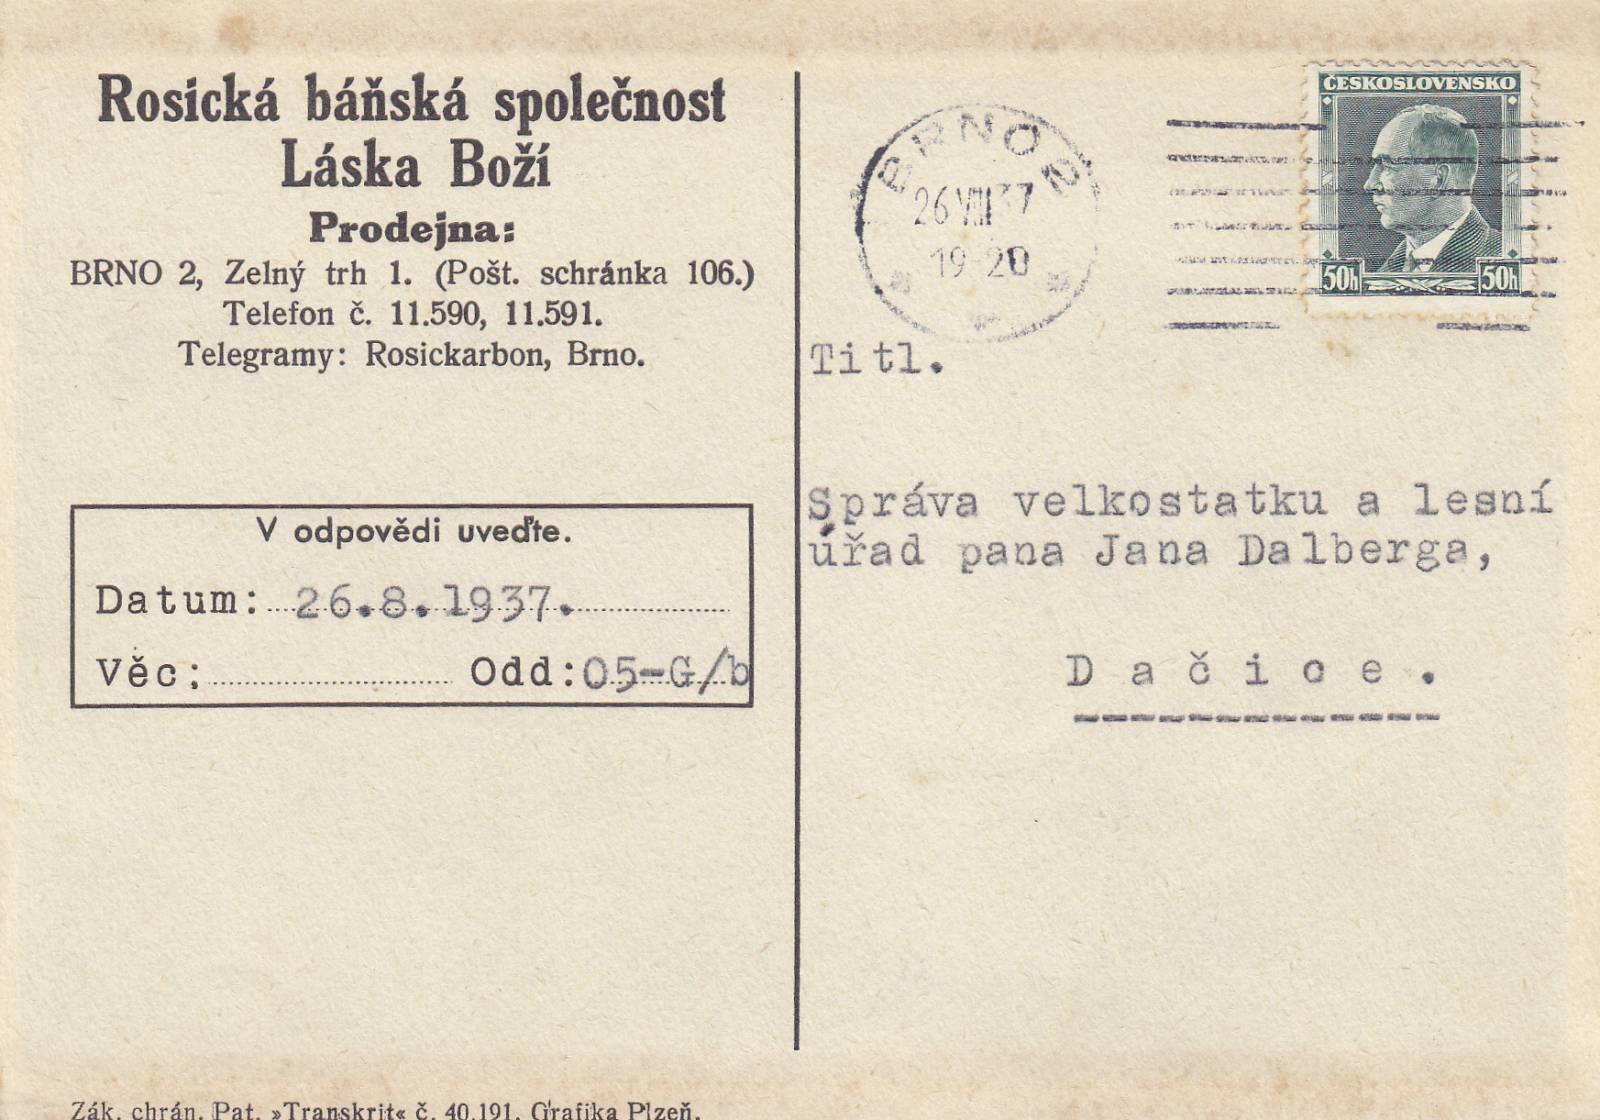 Rosická báňská společnost
Láska Boží
Prodejna:
BRNO 2, Zelný trh 1. (Pošt. schránka 106.)
Telefon č. 11.590, 11.591.
Telegramy: Rosickarbon, Brno.
V odpovědi uveďte.
Datum: 26.8.1937.
Věc: Odd: 05-G/b
Zák. chrán. Pat. »Transkrit« č. 40.191. Grafika Plzeň.
BRNO 2
26 VIII 37
19-20
ČESKOSLOVENSKO
50h 50h
Titl.
Správa velkostatku a lesní
úřad pana Jana Dalberga,
Dačice.